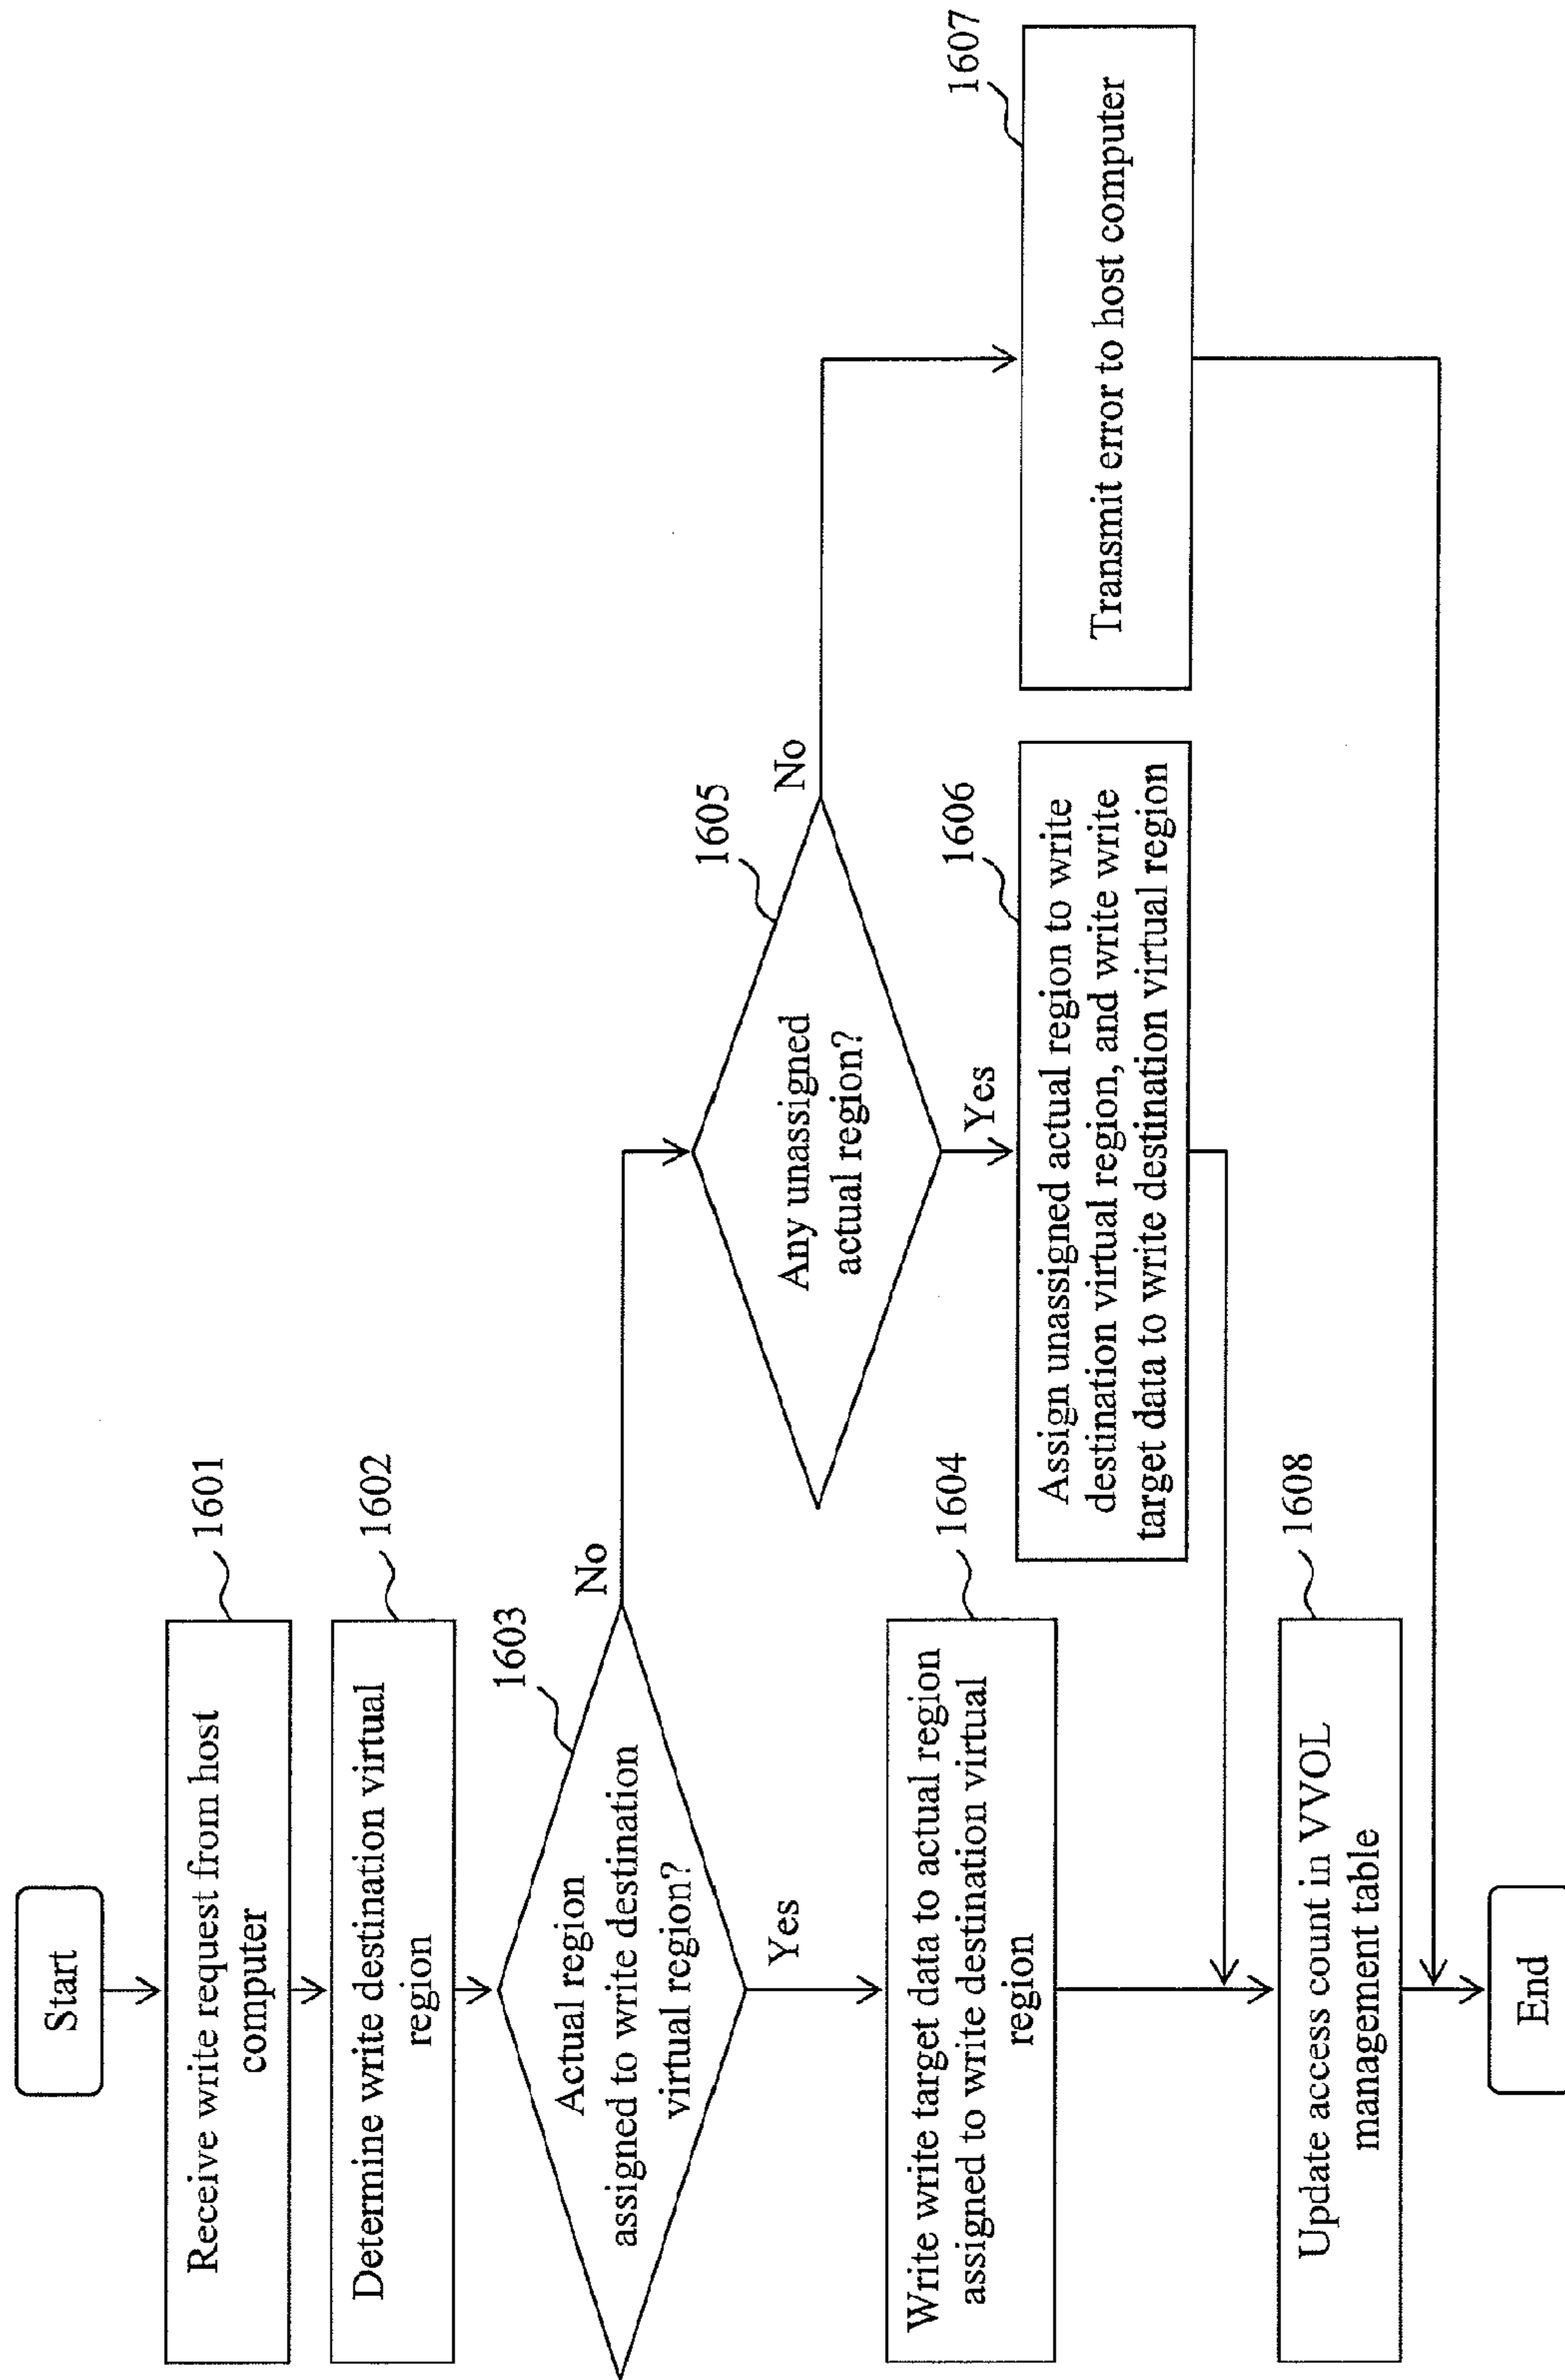 Start
Receive write request from host
computer
1601
Determine write destination virtual
region
1602
Actual region
assigned to write destination
virtual region?
1603
No
Yes
Write write target data to actual region
assigned to write destination virtual
region
1604
Any unassigned
actual region?
1605
No
Yes
Assign unassigned actual region to write
destination virtual region, and write write
target data to write destination virtual region
1606
Transmit error to host computer
1607
Update access count in VVOL
management table
1608
End